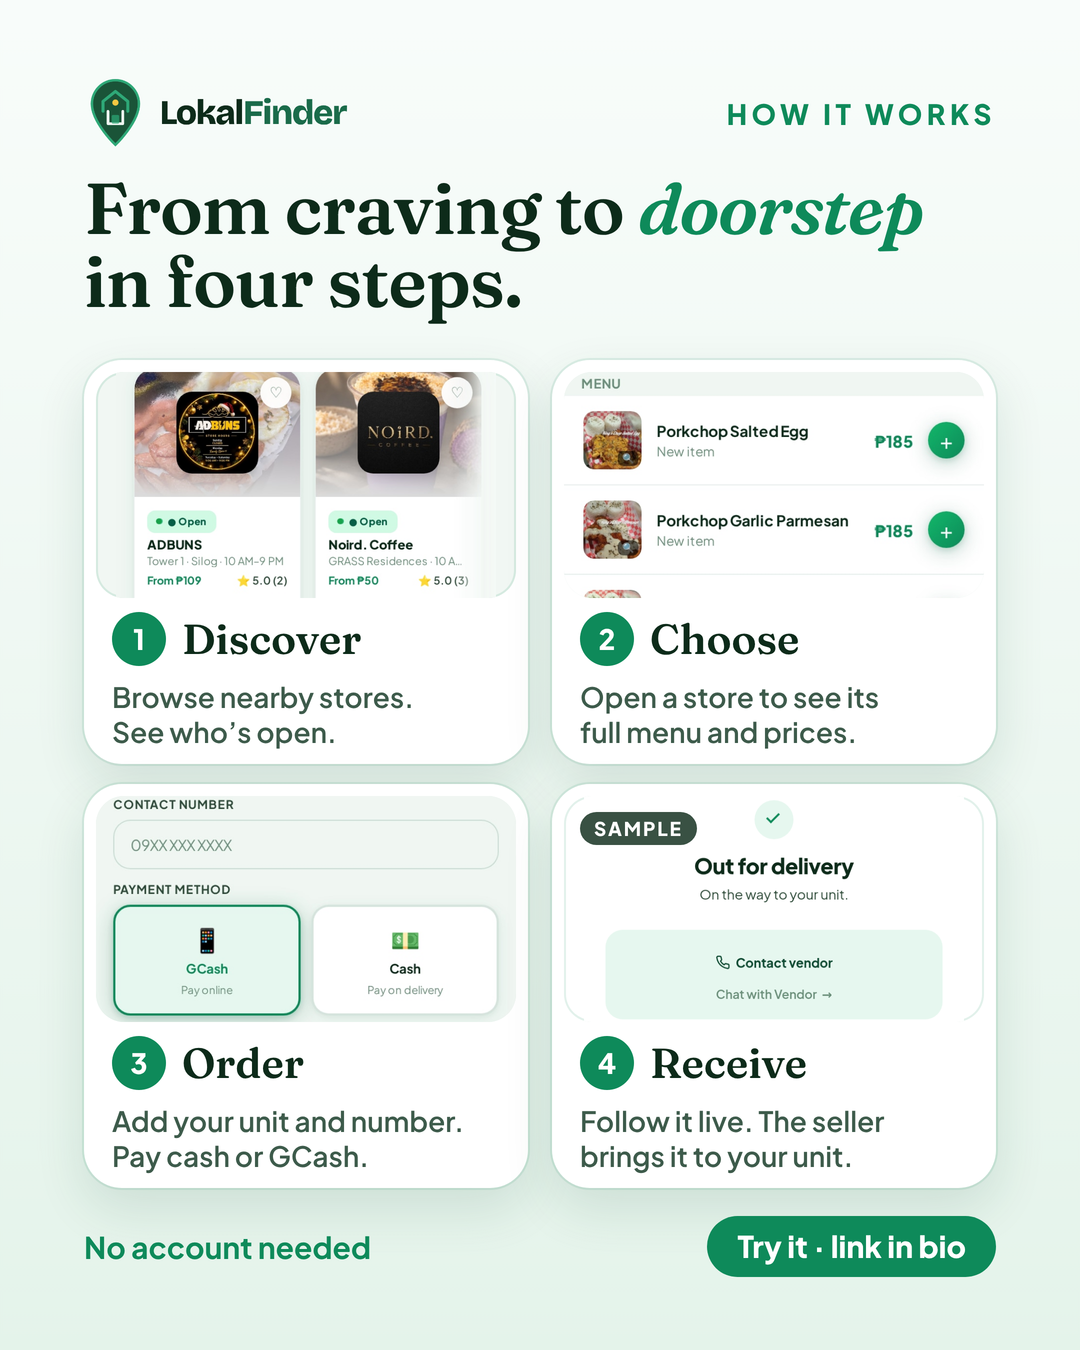 LokalFinder
HOW IT WORKS
From craving to doorstep
in four steps.
ADBUNS
Open
ADBUNS
Tower 1 · Silog · 10 AM–9 PM
From ₱109
5.0 (2)
NOiRD.
COFFEE
Open
Noird. Coffee
GRASS Residences · 10 A...
From ₱50
5.0 (3)
1 Discover
Browse nearby stores.
See who’s open.
MENU
Porkchop Salted Egg
New item
₱185
+
Porkchop Garlic Parmesan
New item
₱185
+
2 Choose
Open a store to see its
full menu and prices.
CONTACT NUMBER
09XX XXX XXXX
PAYMENT METHOD
GCash
Pay online
Cash
Pay on delivery
3 Order
Add your unit and number.
Pay cash or GCash.
SAMPLE
Out for delivery
On the way to your unit.
Contact vendor
Chat with Vendor →
4 Receive
Follow it live. The seller
brings it to your unit.
No account needed
Try it · link in bio